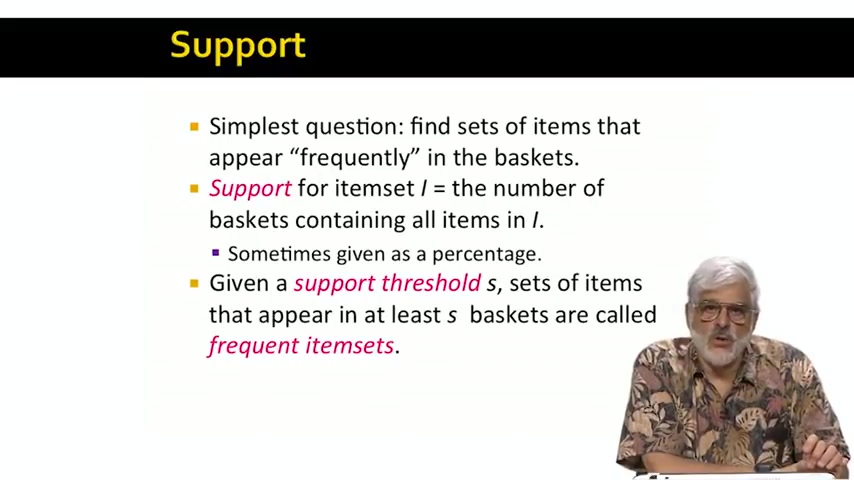 Support
Simplest question: find sets of items that
appear “frequently” in the baskets.
Support for itemset I = the number of
baskets containing all items in I.
Sometimes given as a percentage.
Given a support threshold s, sets of items
that appear in at least s baskets are called
frequent itemsets.